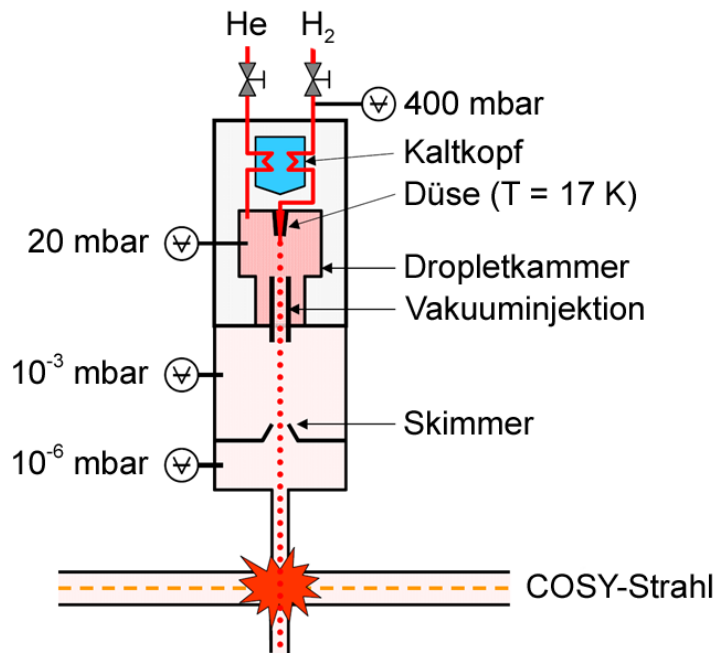 He H₂
400 mbar
Kaltkopf
Düse (T = 17 K)
20 mbar
Dropletkammer
Vakuuminjektion
10⁻³ mbar
Skimmer
10⁻⁶ mbar
COSY-Strahl